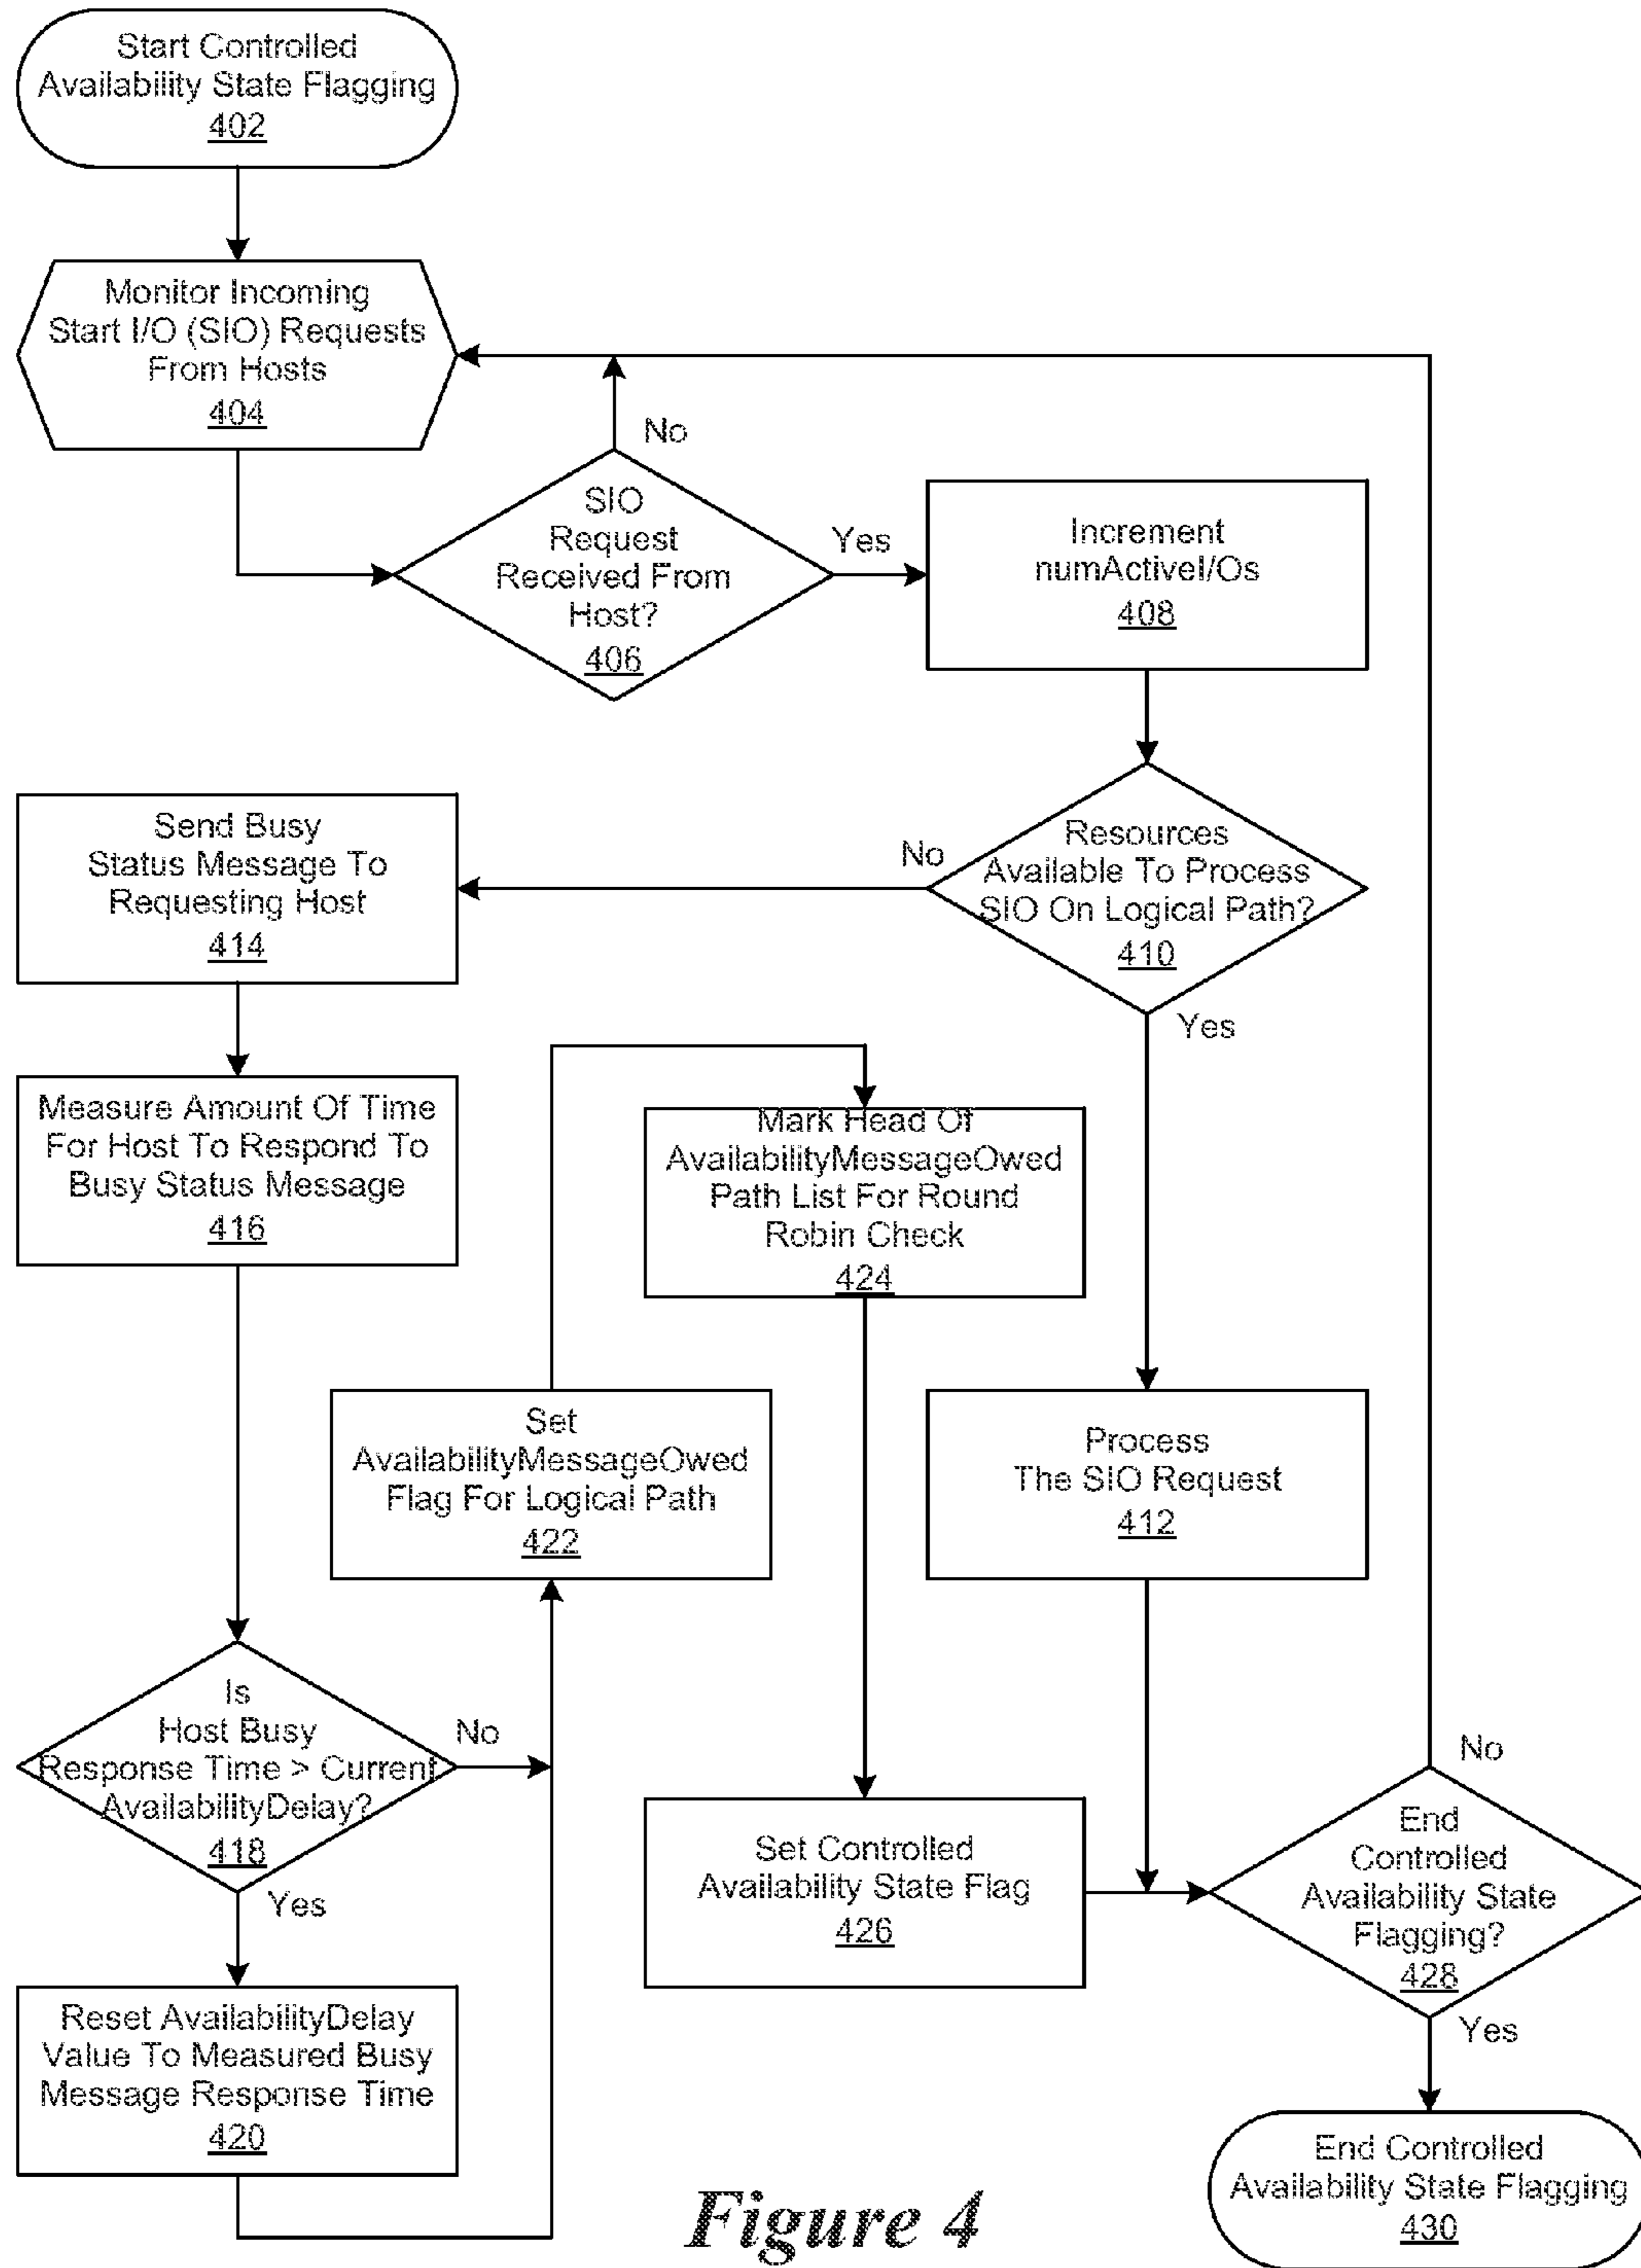 Start Controlled
Availability State Flagging
402
Monitor Incoming
Start I/O (SIO) Requests
From Hosts
404
No
SIO
Request
Received From
Host?
406
Yes
Increment
numActiveI/Os
408
Resources
Available To Process
SIO On Logical Path?
410
No
Yes
Send Busy
Status Message To
Requesting Host
414
Measure Amount Of Time
For Host To Respond To
Busy Status Message
416
Mark Head Of
AvailabilityMessageOwed
Path List For Round
Robin Check
424
Set
AvailabilityMessageOwed
Flag For Logical Path
422
Process
The SIO Request
412
Is
Host Busy
Response Time > Current
AvailabilityDelay?
418
No
Yes
Set Controlled
Availability State Flag
426
No
End
Controlled
Availability State
Flagging?
428
Yes
Reset AvailabilityDelay
Value To Measured Busy
Message Response Time
420
End Controlled
Availability State Flagging
430
Figure 4